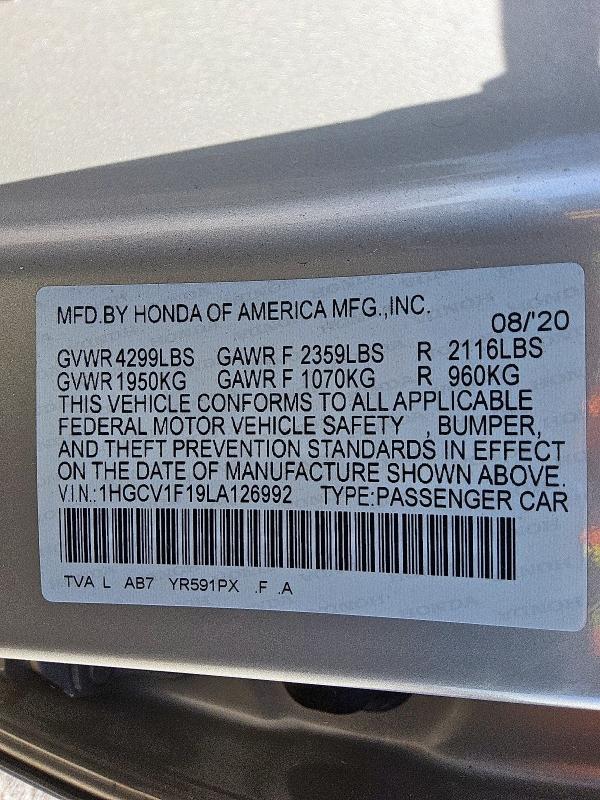 MFD.BY HONDA OF AMERICA MFG.,INC.
08/'20
GVWR 4299LBS GAWR F 2359LBS R 2116LBS
GVWR 1950KG GAWR F 1070KG R 960KG
THIS VEHICLE CONFORMS TO ALL APPLICABLE
FEDERAL MOTOR VEHICLE SAFETY , BUMPER,
AND THEFT PREVENTION STANDARDS IN EFFECT
ON THE DATE OF MANUFACTURE SHOWN ABOVE.
V.I.N.:1HGCV1F19LA126992 TYPE:PASSENGER CAR
TVA L AB7 YR591PX .F .A